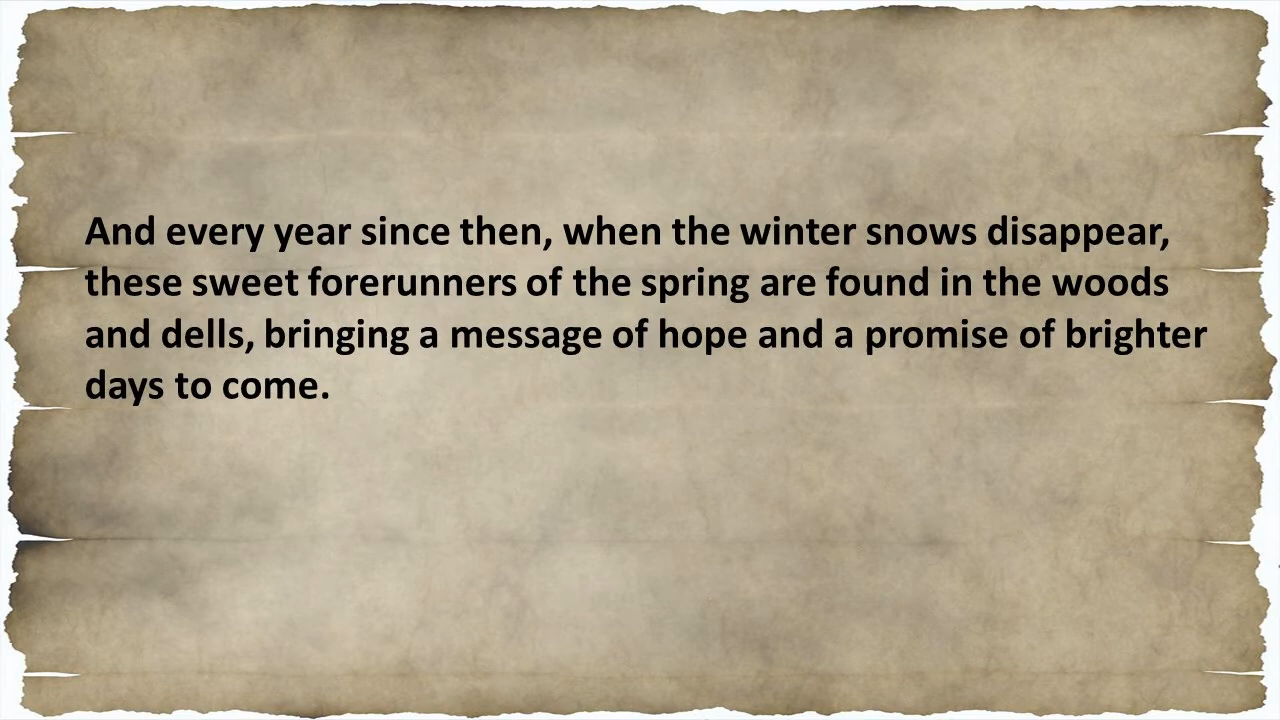 And every year since then, when the winter snows disappear,
these sweet forerunners of the spring are found in the woods
and dells, bringing a message of hope and a promise of brighter
days to come.